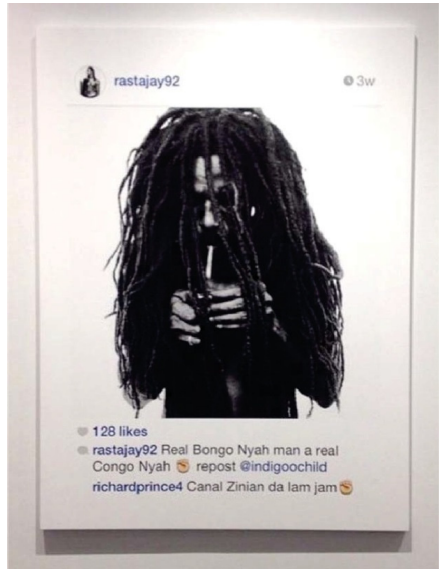 rastajay92 3w
128 likes
rastajay92 Real Bongo Nyah man a real
Congo Nyah ✊ repost @indigoochild
richardprince4 Canal Zinian da lam jam ✊